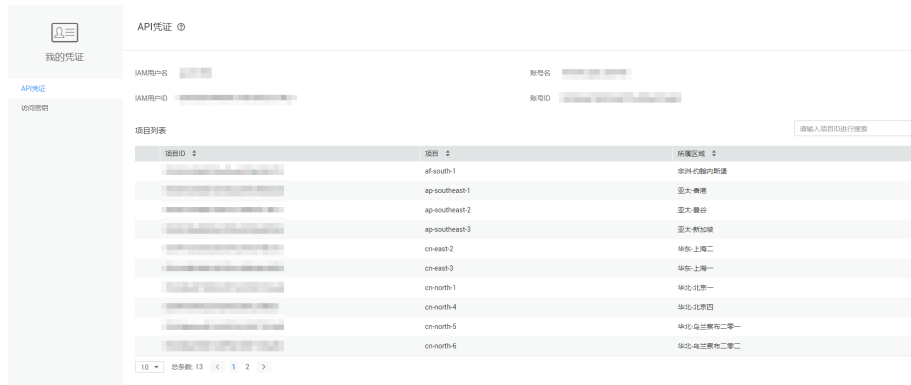 我的凭证
API凭证
访问密钥
API凭证
IAM用户名
账号名
IAM用户ID
账号ID
项目列表
请输入项目ID进行搜索
项目ID 项目 所属区域
af-south-1 非洲-约翰内斯堡
ap-southeast-1 亚太-香港
ap-southeast-2 亚太-曼谷
ap-southeast-3 亚太-新加坡
cn-east-2 华东-上海二
cn-east-3 华东-上海一
cn-north-1 华北-北京一
cn-north-4 华北-北京四
cn-north-5 华北-乌兰察布二零一
cn-north-6 华北-乌兰察布二零二
10 总条数: 13 < 1 2 >